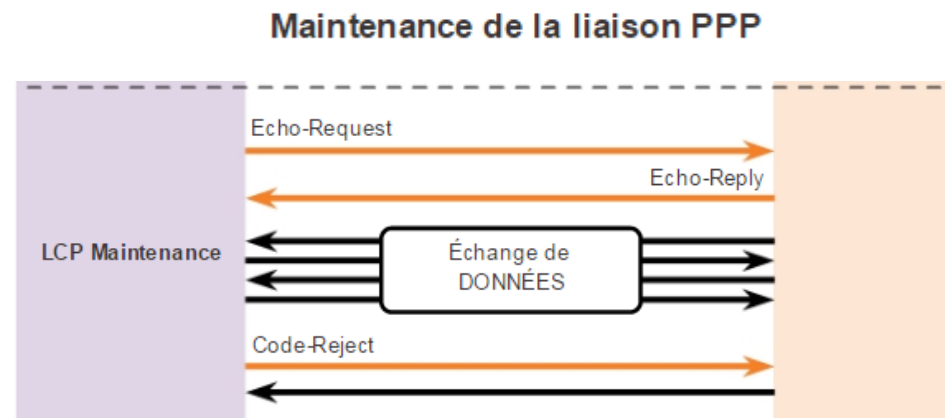 Maintenance de la liaison PPP
Echo-Request
Echo-Reply
LCP Maintenance
Échange de
DONNÉES
Code-Reject